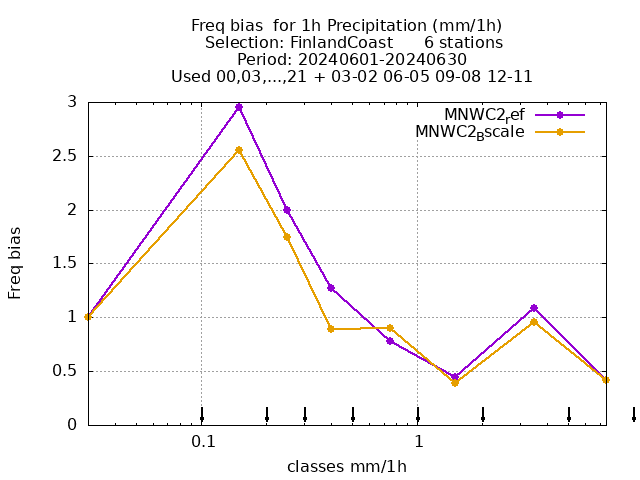 Freq bias  for 1h Precipitation (mm/1h)
Selection: FinlandCoast      6 stations
Period: 20240601-20240630
Used 00,03,...,21 + 03-02 06-05 09-08 12-11
MNWC2ref
MNWC2Bscale
3
2.5
2
1.5
1
0.5
0
Freq bias
0.1
1
classes mm/1h